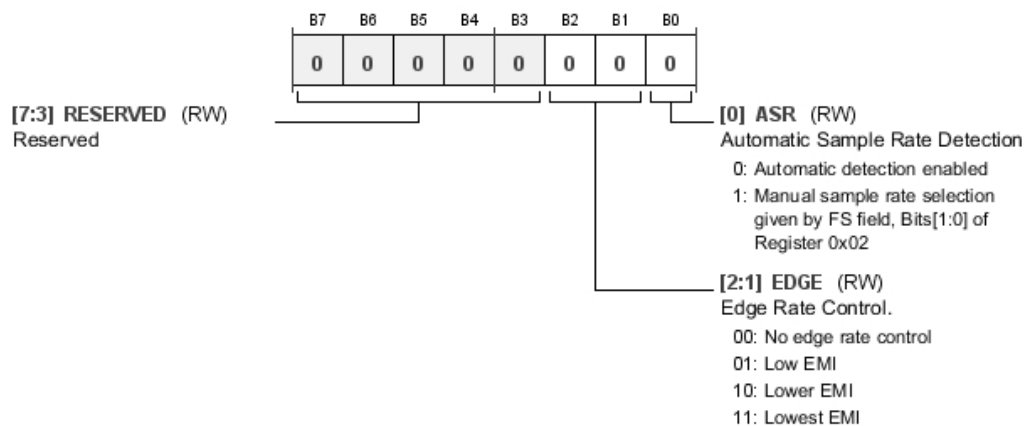 B7 B6 B5 B4 B3 B2 B1 B0
0 0 0 0 0 0 0 0
[7:3] RESERVED (RW)
Reserved
[0] ASR (RW)
Automatic Sample Rate Detection
0: Automatic detection enabled
1: Manual sample rate selection
given by FS field, Bits[1:0] of
Register 0x02
[2:1] EDGE (RW)
Edge Rate Control.
00: No edge rate control
01: Low EMI
10: Lower EMI
11: Lowest EMI